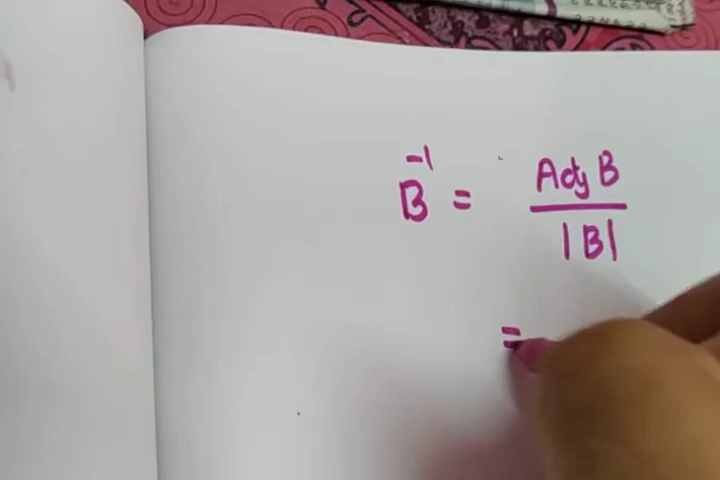 B⁻¹ = Adj B / |B|
=